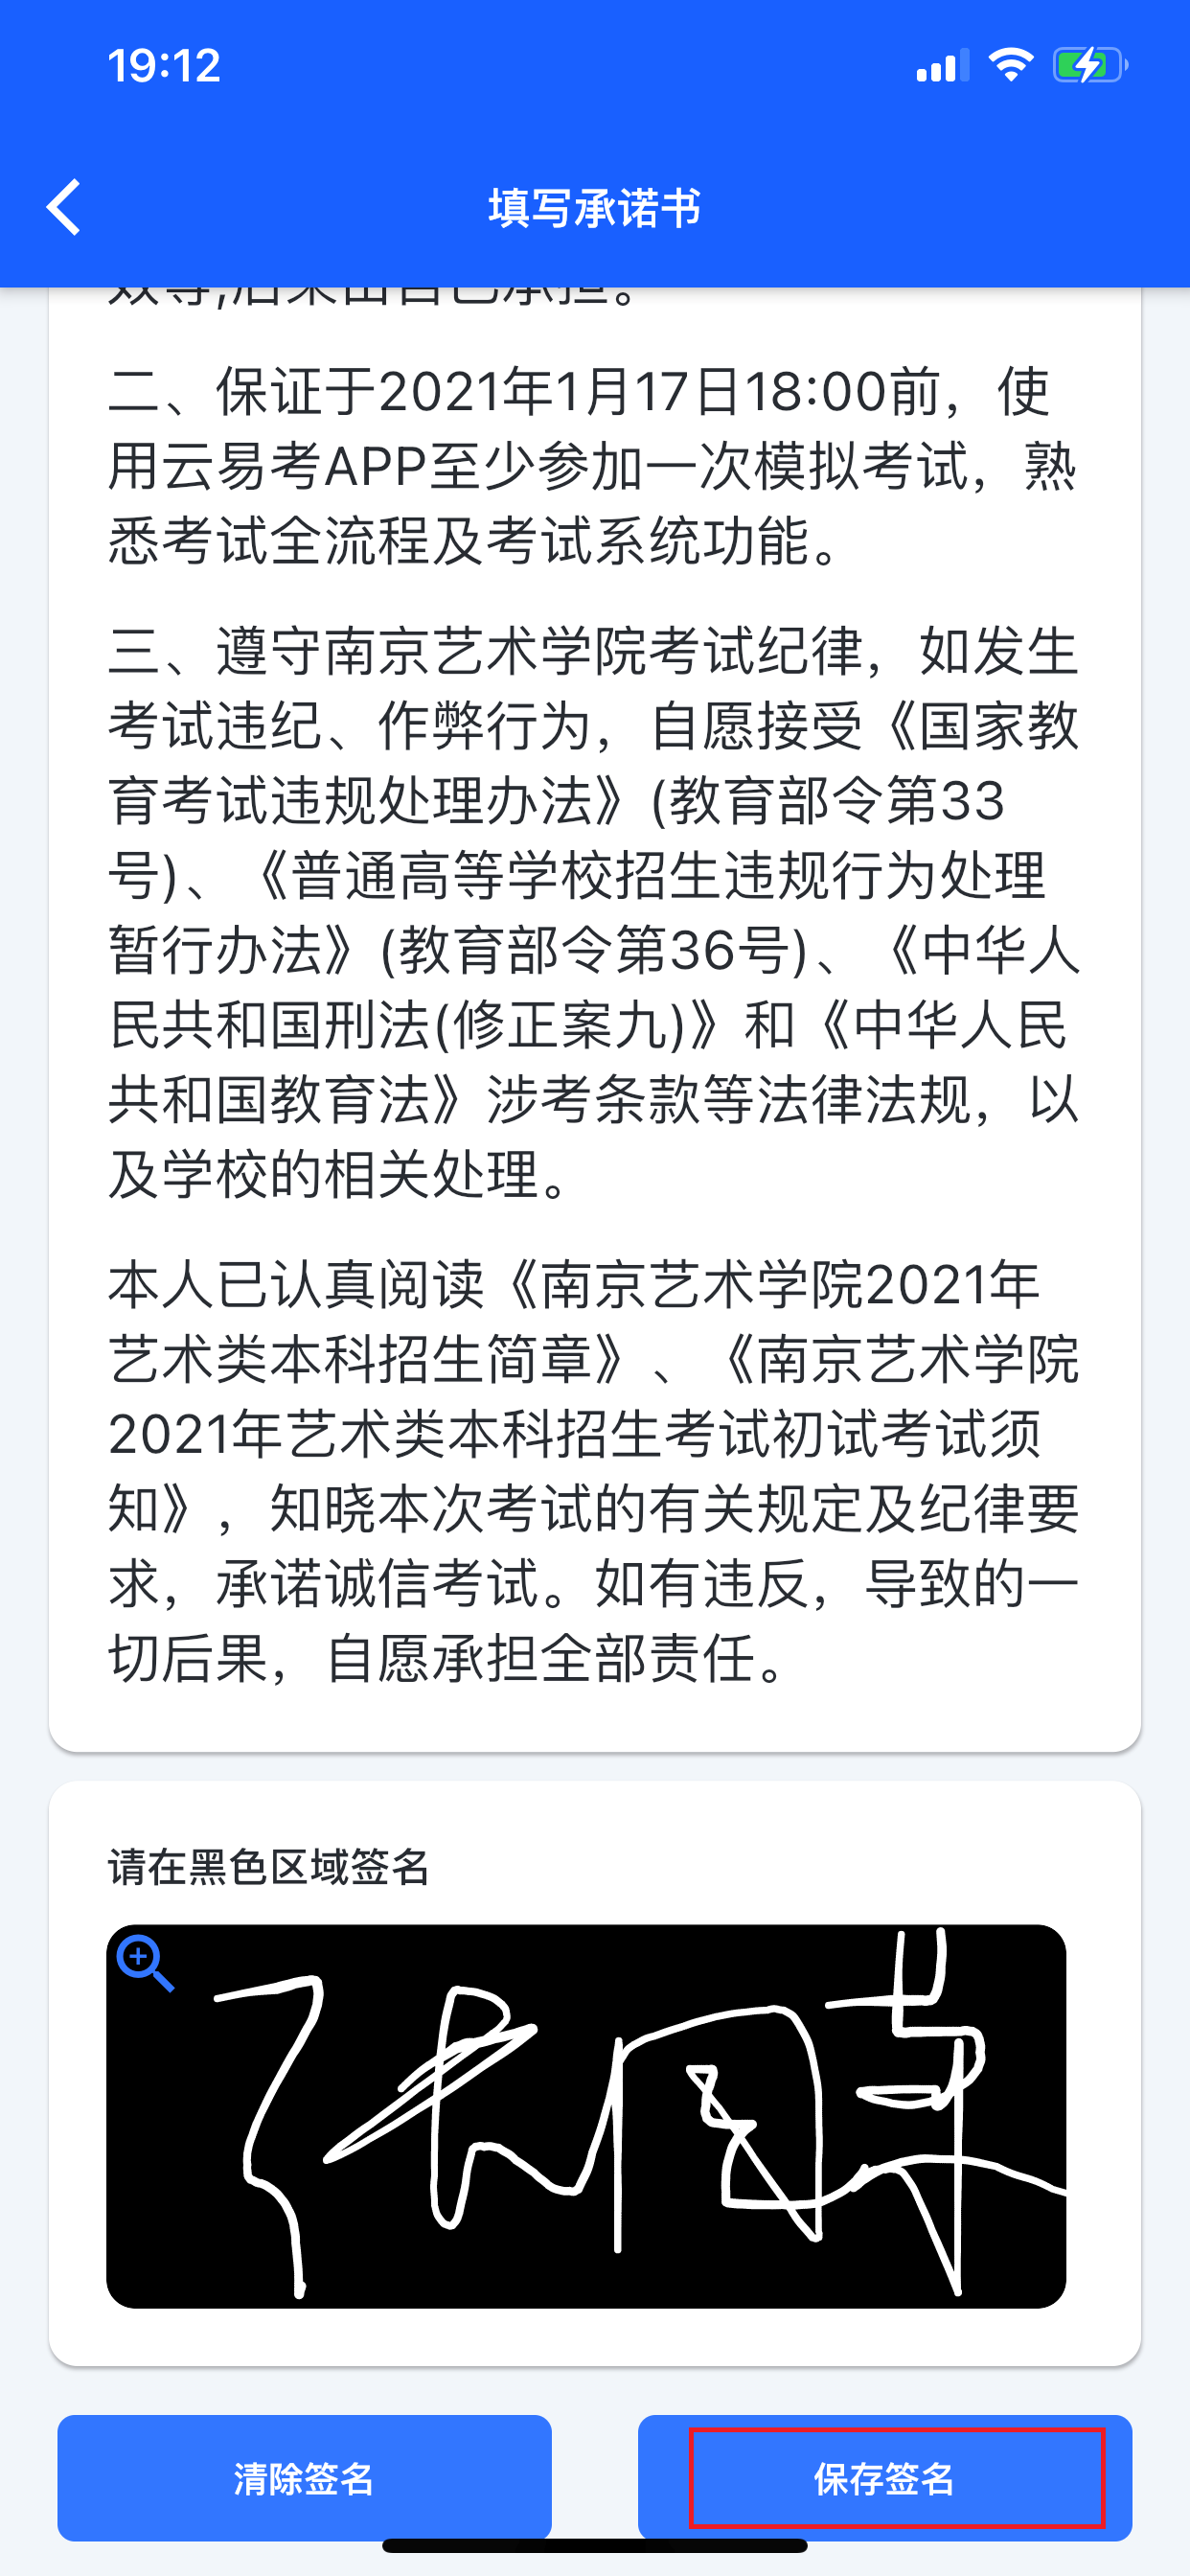 19:12
填写承诺书
效等,后果由自己承担。
二、保证于2021年1月17日18:00前，使
用云易考APP至少参加一次模拟考试，熟
悉考试全流程及考试系统功能。
三、遵守南京艺术学院考试纪律，如发生
考试违纪、作弊行为，自愿接受《国家教
育考试违规处理办法》(教育部令第33
号)、《普通高等学校招生违规行为处理
暂行办法》(教育部令第36号)、《中华人
民共和国刑法(修正案九)》和《中华人民
共和国教育法》涉考条款等法律法规，以
及学校的相关处理。
本人已认真阅读《南京艺术学院2021年
艺术类本科招生简章》、《南京艺术学院
2021年艺术类本科招生考试初试考试须
知》，知晓本次考试的有关规定及纪律要
求，承诺诚信考试。如有违反，导致的一
切后果，自愿承担全部责任。
请在黑色区域签名
清除签名
保存签名